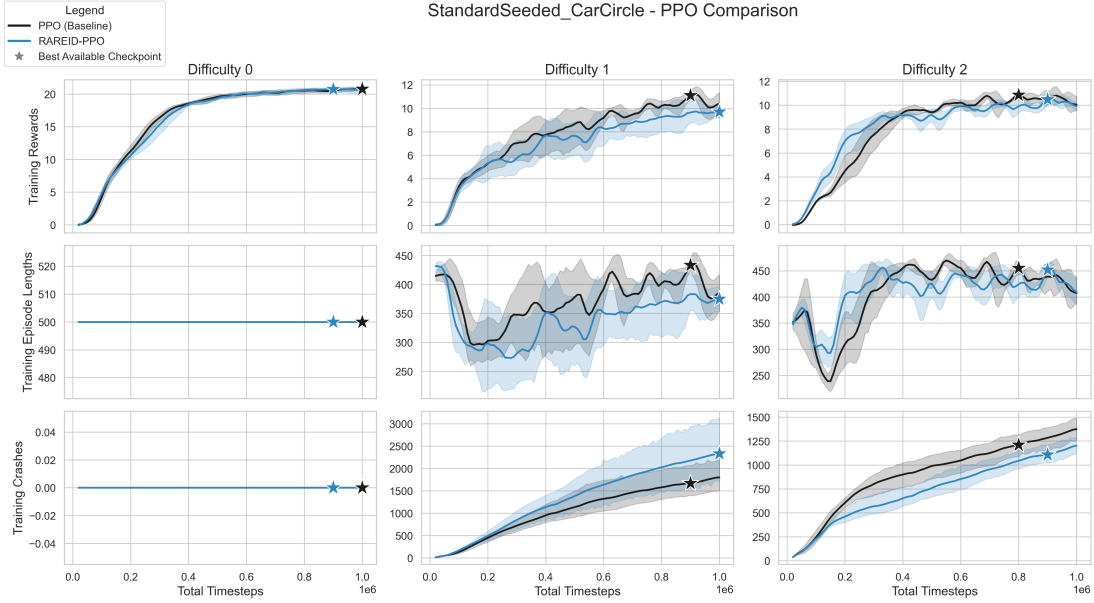 StandardSeeded_CarCircle - PPO Comparison
Legend
PPO (Baseline)
RAREID-PPO
Best Available Checkpoint
Difficulty 0
Difficulty 1
Difficulty 2
Training Rewards
20
15
10
5
0
12
10
8
6
4
2
0
12
10
8
6
4
2
0
Training Episode Lengths
520
510
500
490
480
450
400
350
300
250
450
400
350
300
250
Training Crashes
0.04
0.02
0.00
−0.02
−0.04
3000
2500
2000
1500
1000
500
0
1500
1250
1000
750
500
250
0
0.0 0.2 0.4 0.6 0.8 1.0
Total Timesteps
1e6
0.0 0.2 0.4 0.6 0.8 1.0
Total Timesteps
1e6
0.0 0.2 0.4 0.6 0.8 1.0
Total Timesteps
1e6